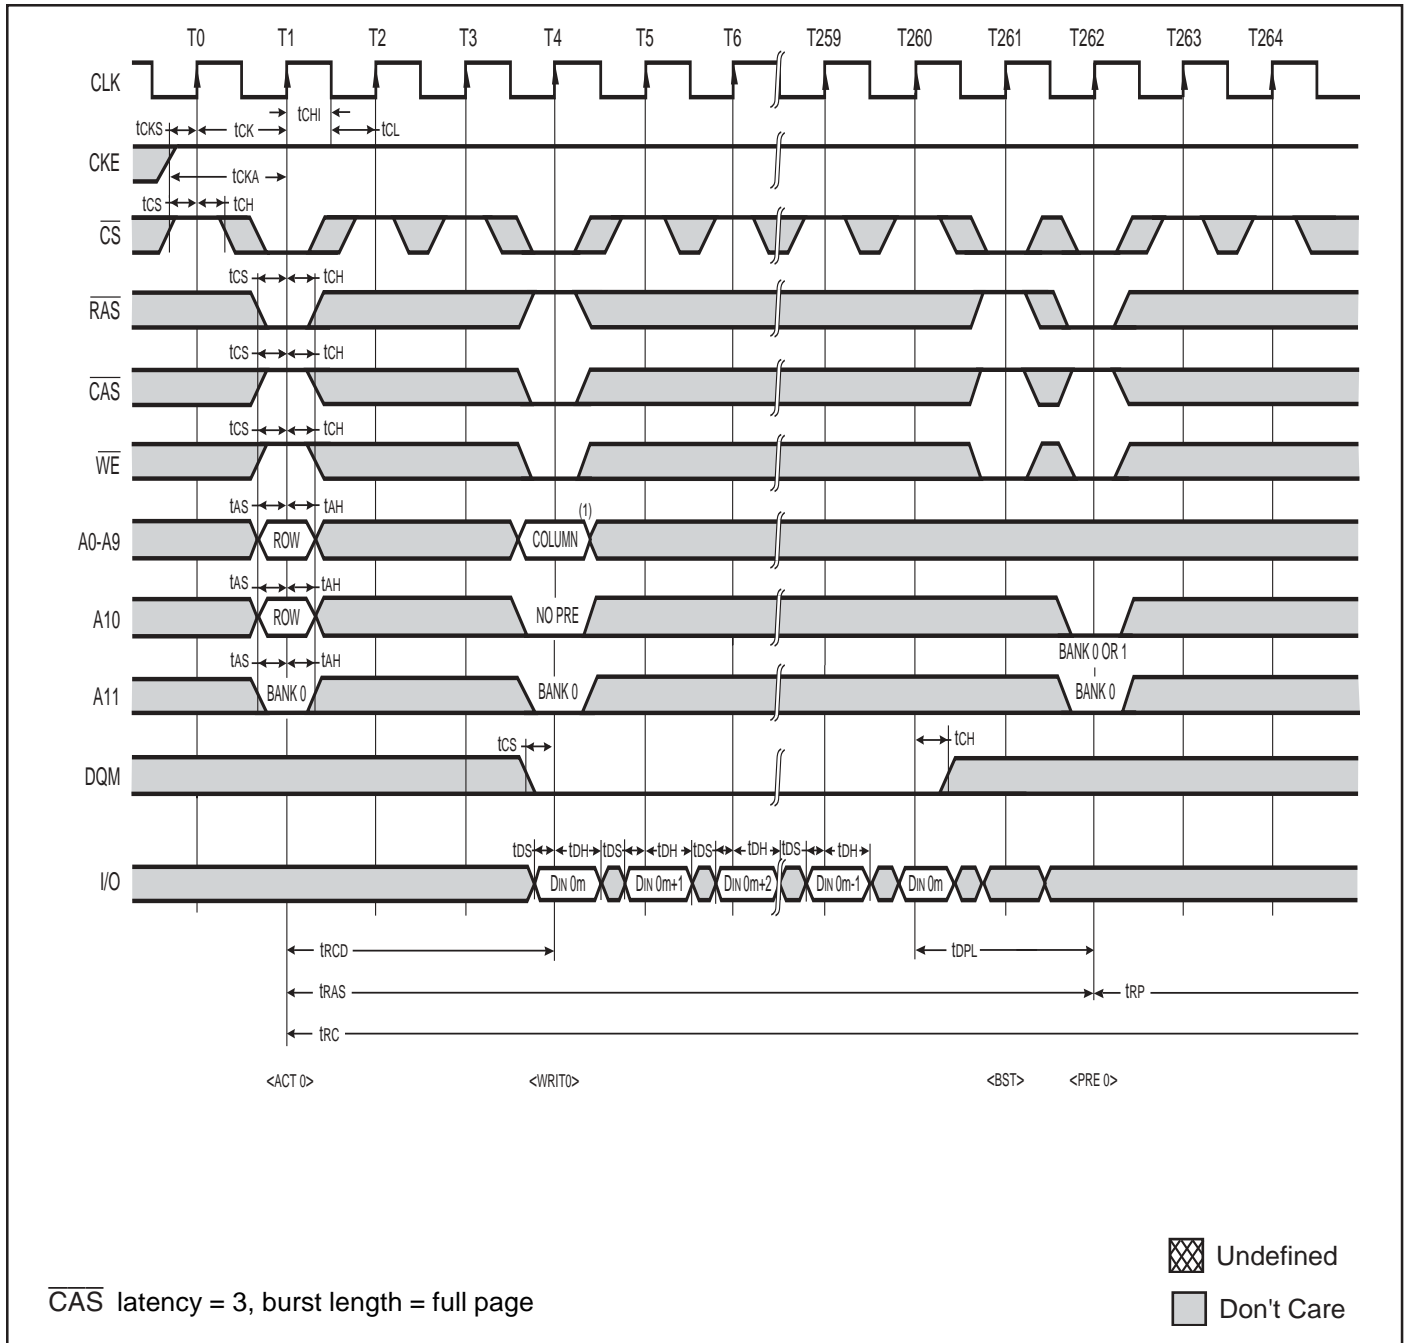 T0 T1 T2 T3 T4 T5 T6 T259 T260 T261 T262 T263 T264
CLK
tCHI
tCKS tCK tCL
CKE
tCKA
tCS tCH
CS
tCS tCH
RAS
tCS tCH
CAS
tCS tCH
WE
tAS tAH (1)
A0-A9 ROW COLUMN
tAS tAH
A10 ROW NO PRE
BANK 0 OR 1
tAS tAH
A11 BANK 0 BANK 0 BANK 0
tCS tCH
DQM
tDS tDH tDS tDH tDS tDH tDS tDH
I/O DIN 0m DIN 0m+1 DIN 0m+2 DIN 0m-1 DIN 0m
tRCD tDPL
tRAS tRP
tRC
<ACT 0> <WRIT0> <BST> <PRE 0>
Undefined
CAS latency = 3, burst length = full page
Don't Care